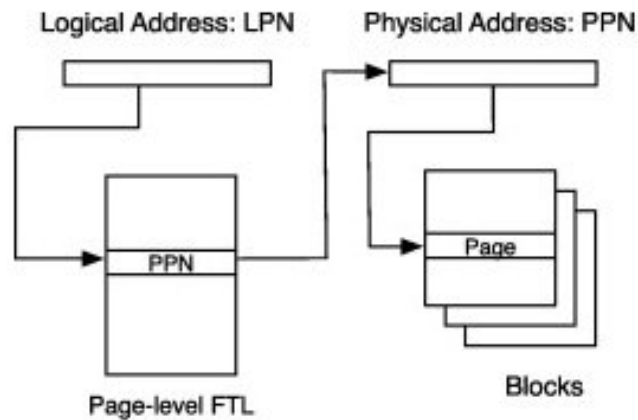 Logical Address: LPN
Physical Address: PPN
PPN
Page
Page-level FTL
Blocks